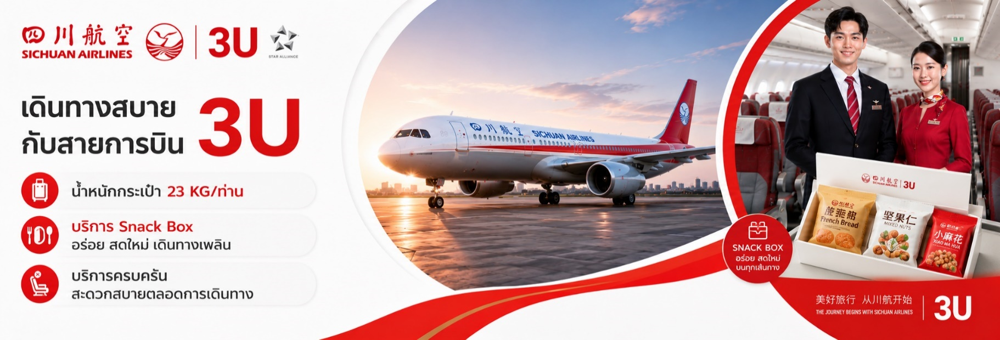 四川航空
SICHUAN AIRLINES
3U
STAR ALLIANCE
เดินทางสบาย
กับสายการบิน
3U
น้ำหนักกระเป๋า 23 KG/ท่าน
บริการ Snack Box
อร่อย สดใหม่ เดินทางเพลิน
บริการครบครัน
สะดวกสบายตลอดการเดินทาง
四川航空 SICHUAN AIRLINES
四川航空
SICHUAN AIRLINES
3U
French Bread
坚果仁
MIXED NUTS
小麻花
XIAO MA HUA
SNACK BOX
อร่อย สดใหม่
บนทุกเส้นทาง
美好旅行 从川航开始
THE JOURNEY BEGINS WITH SICHUAN AIRLINES
3U